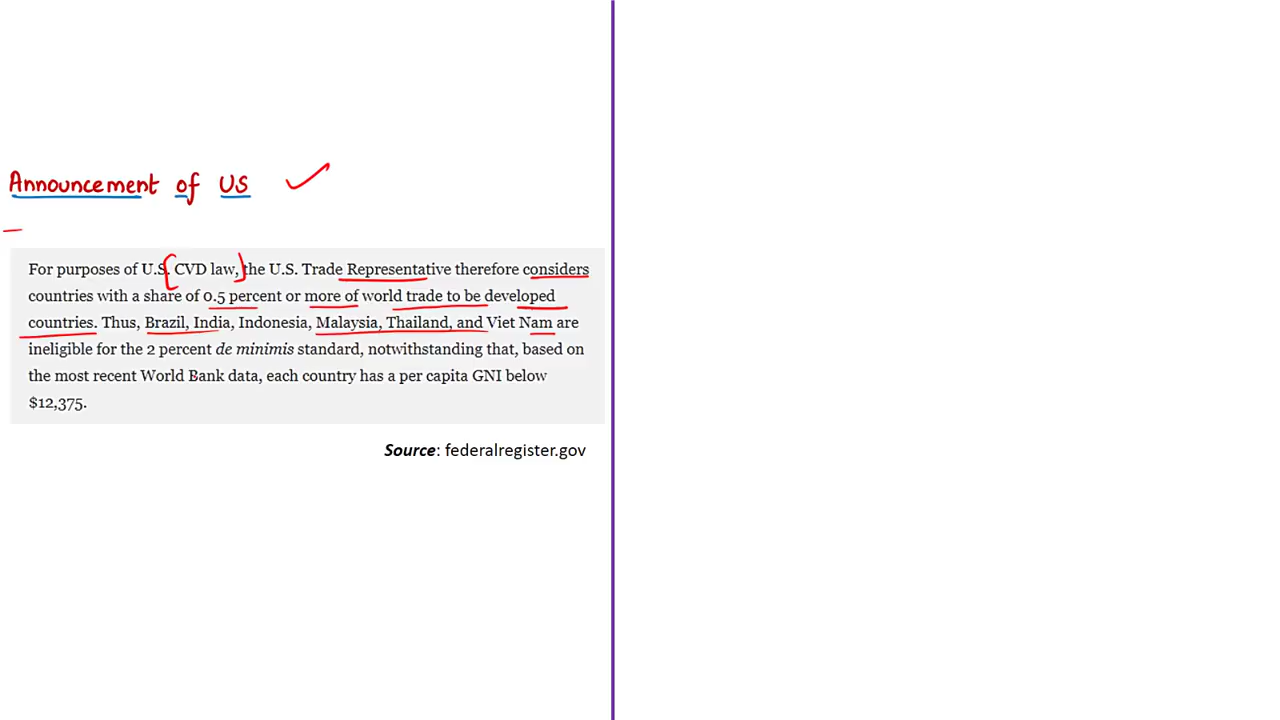 Announcement of US
For purposes of U.S. CVD law, the U.S. Trade Representative therefore considers
countries with a share of 0.5 percent or more of world trade to be developed
countries. Thus, Brazil, India, Indonesia, Malaysia, Thailand, and Viet Nam are
ineligible for the 2 percent de minimis standard, notwithstanding that, based on
the most recent World Bank data, each country has a per capita GNI below
$12,375.
Source: federalregister.gov